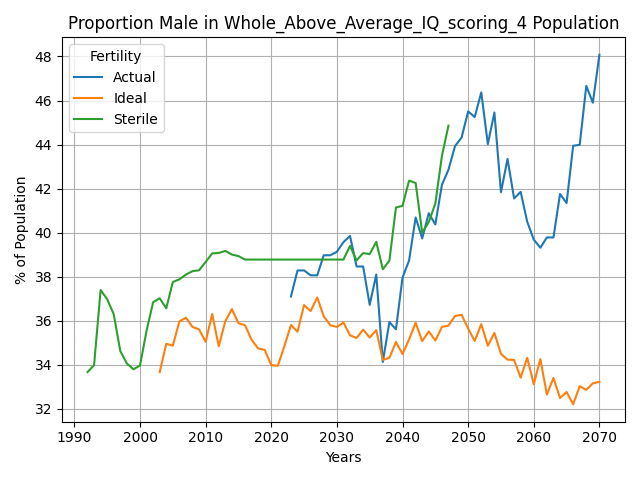 Proportion Male in Whole_Above_Average_IQ_scoring_4 Population
Fertility
Actual
Ideal
Sterile
% of Population
48
46
44
42
40
38
36
34
32
1990 2000 2010 2020 2030 2040 2050 2060 2070
Years